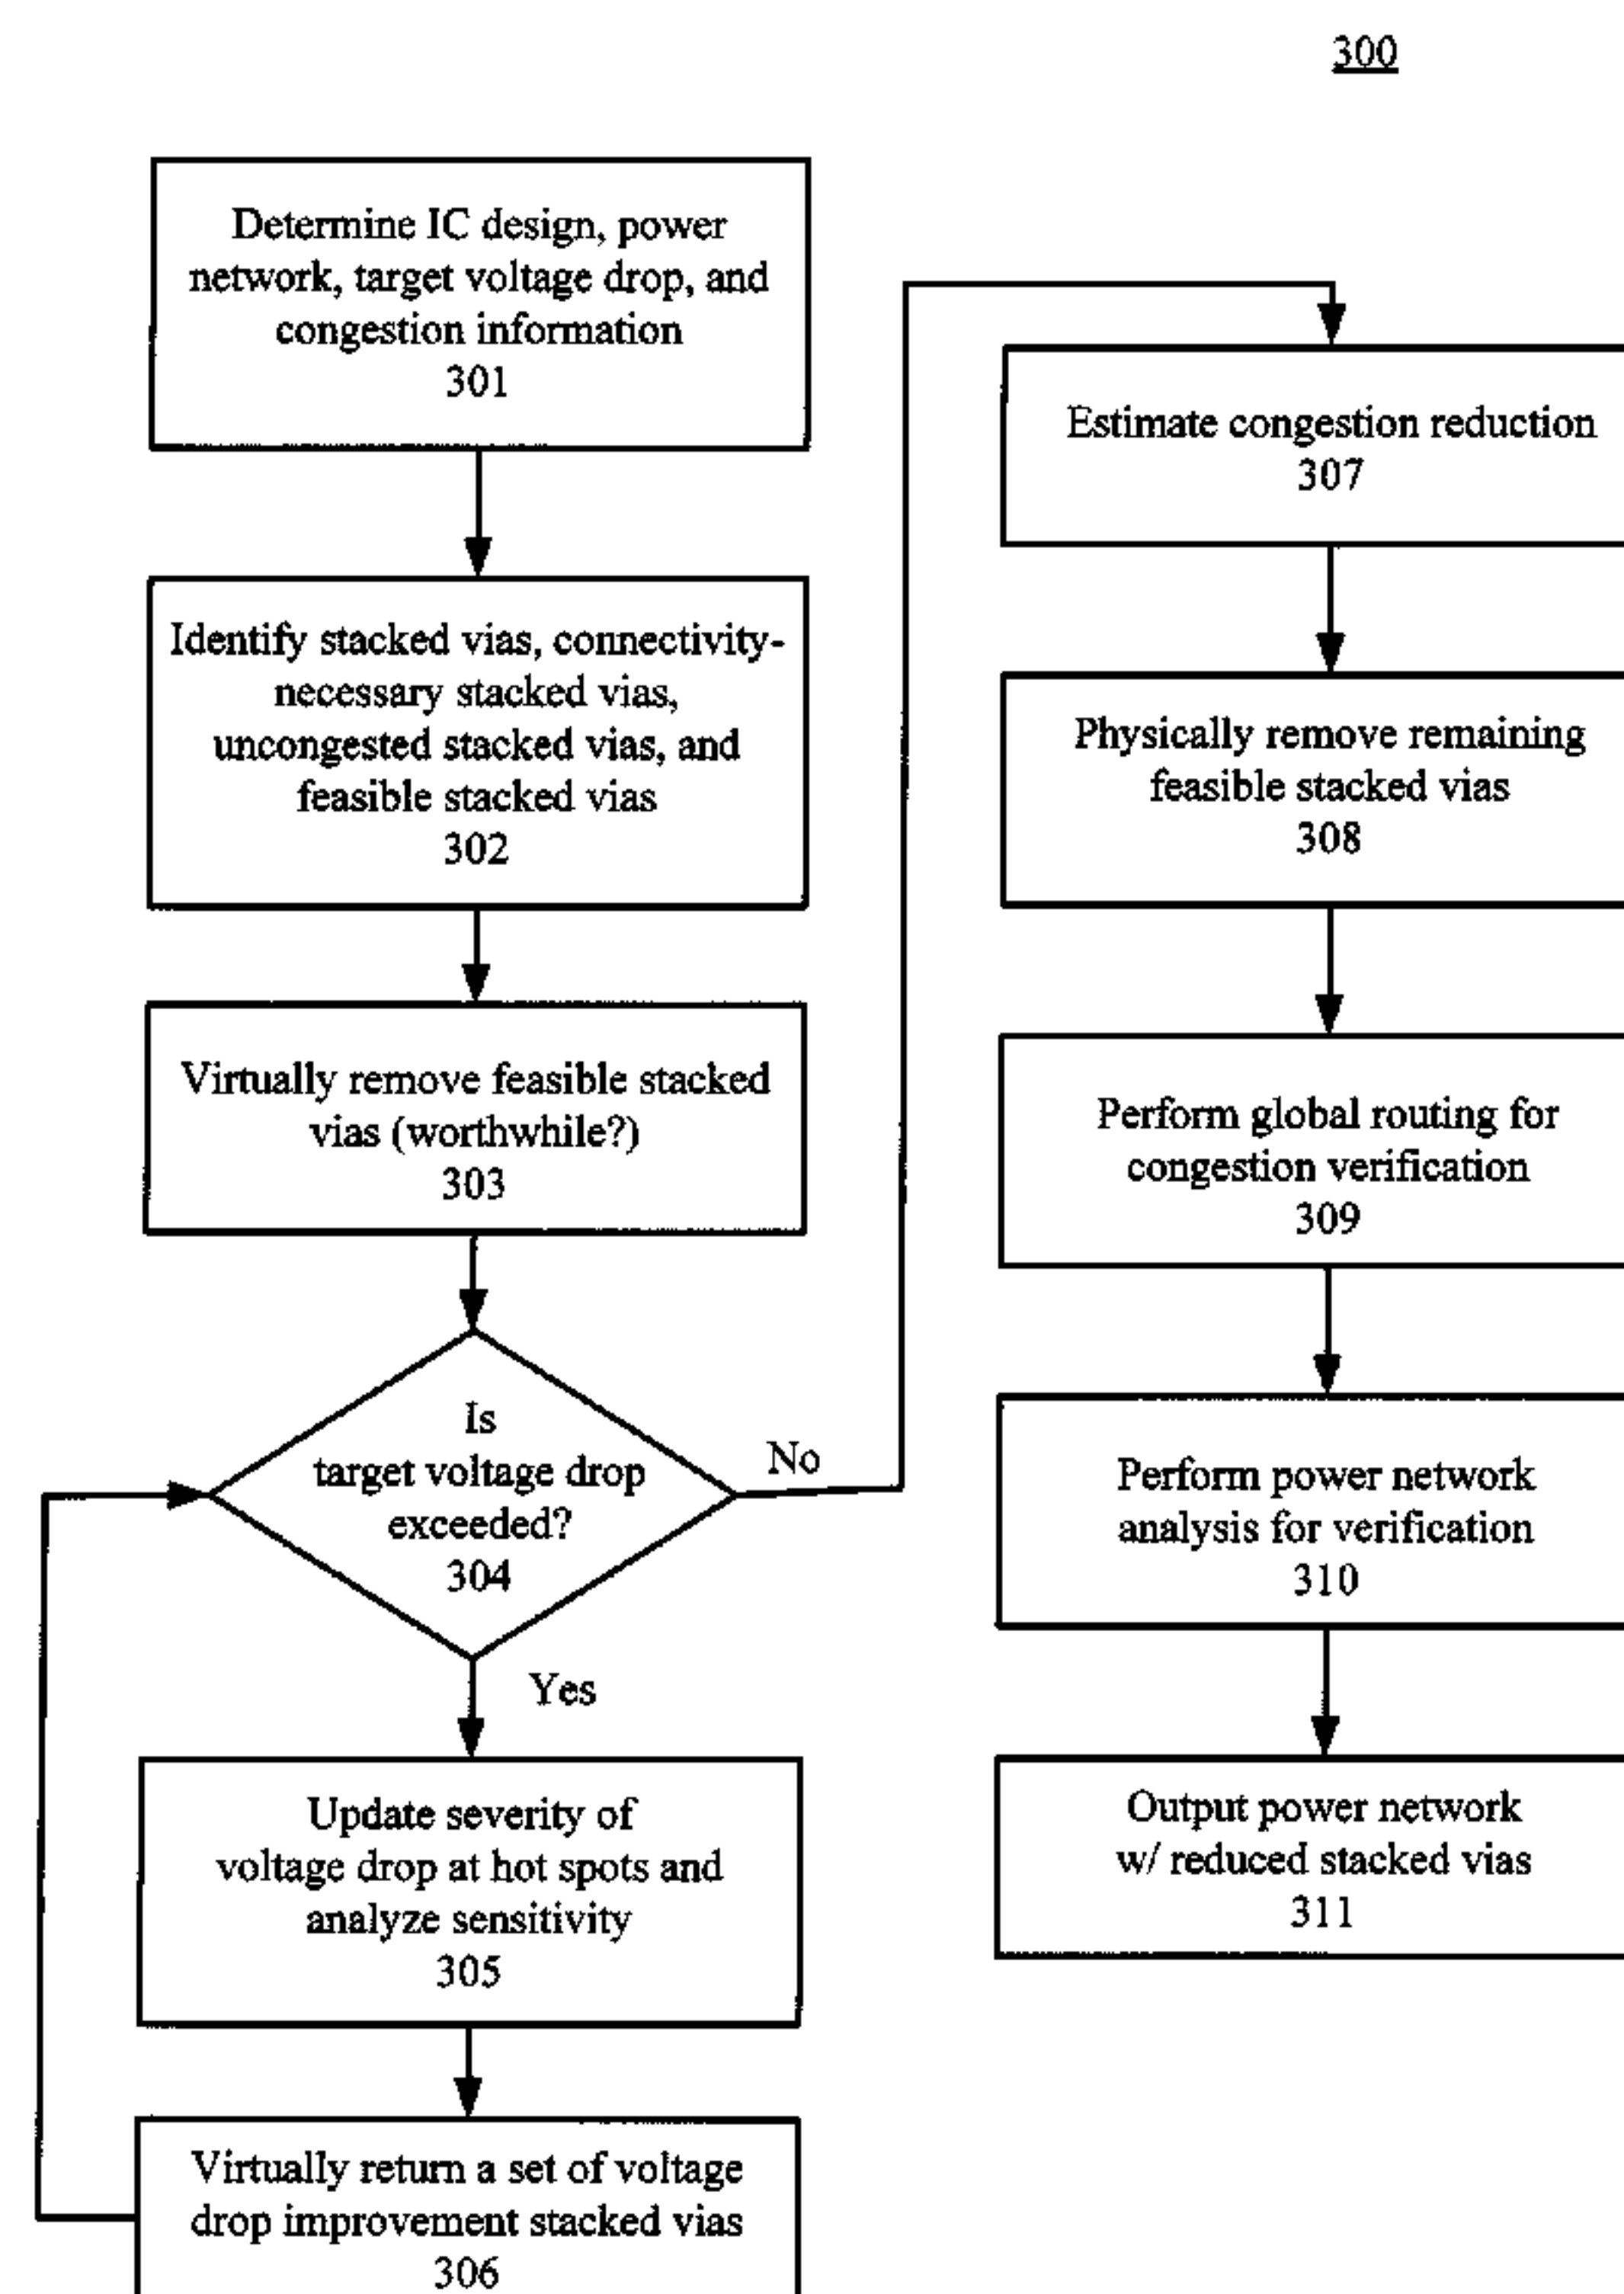 300
Determine IC design, power
network, target voltage drop, and
congestion information
301
Identify stacked vias, connectivity-
necessary stacked vias,
uncongested stacked vias, and
feasible stacked vias
302
Virtually remove feasible stacked
vias (worthwhile?)
303
Is
target voltage drop
exceeded?
304
No
Yes
Update severity of
voltage drop at hot spots and
analyze sensitivity
305
Virtually return a set of voltage
drop improvement stacked vias
306
Estimate congestion reduction
307
Physically remove remaining
feasible stacked vias
308
Perform global routing for
congestion verification
309
Perform power network
analysis for verification
310
Output power network
w/ reduced stacked vias
311